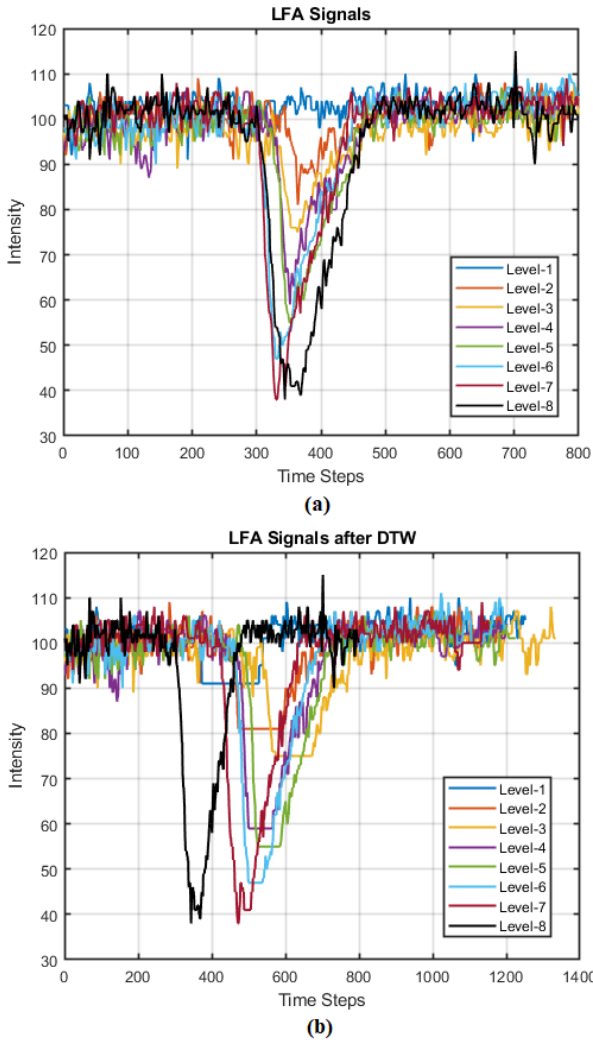 LFA Signals
120
110
100
90
80
70
60
50
40
30
Intensity
Level-1
Level-2
Level-3
Level-4
Level-5
Level-6
Level-7
Level-8
0 100 200 300 400 500 600 700 800
Time Steps
(a)
LFA Signals after DTW
120
110
100
90
80
70
60
50
40
30
Intensity
Level-1
Level-2
Level-3
Level-4
Level-5
Level-6
Level-7
Level-8
0 200 400 600 800 1000 1200 1400
Time Steps
(b)